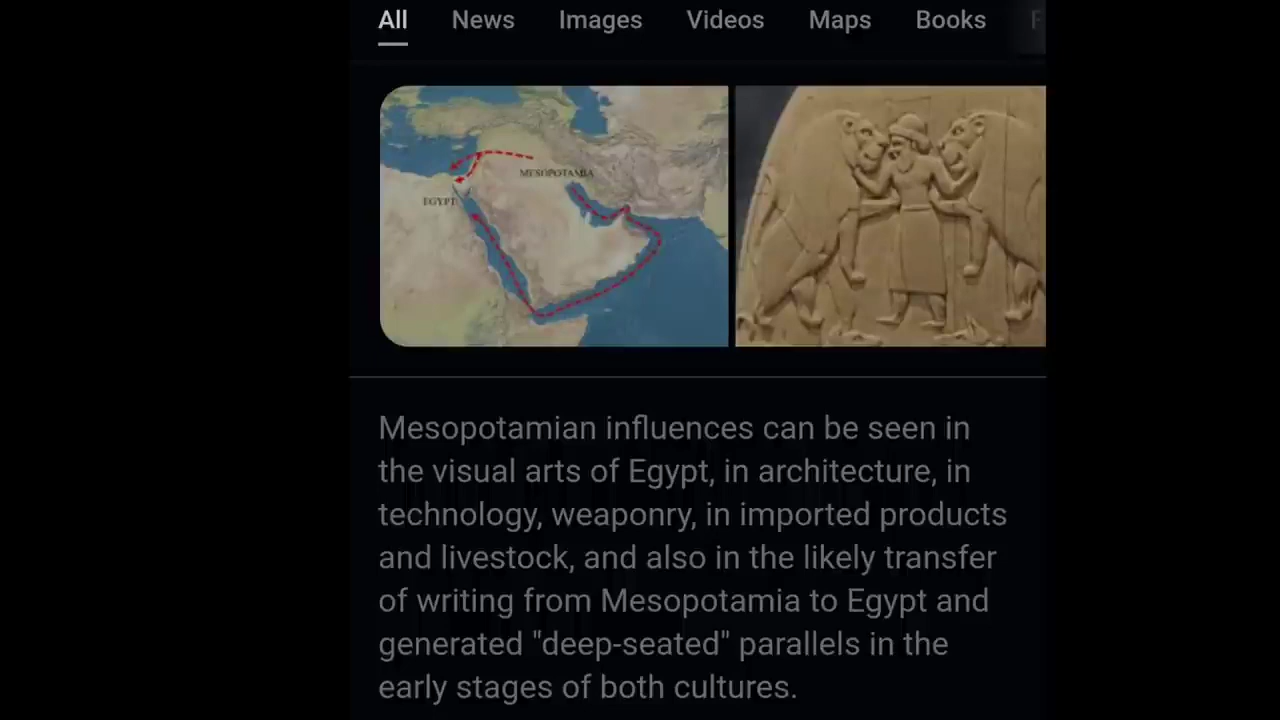 All News Images Videos Maps Books
MESOPOTAMIA
EGYPT
Mesopotamian influences can be seen in
the visual arts of Egypt, in architecture, in
technology, weaponry, in imported products
and livestock, and also in the likely transfer
of writing from Mesopotamia to Egypt and
generated "deep-seated" parallels in the
early stages of both cultures.